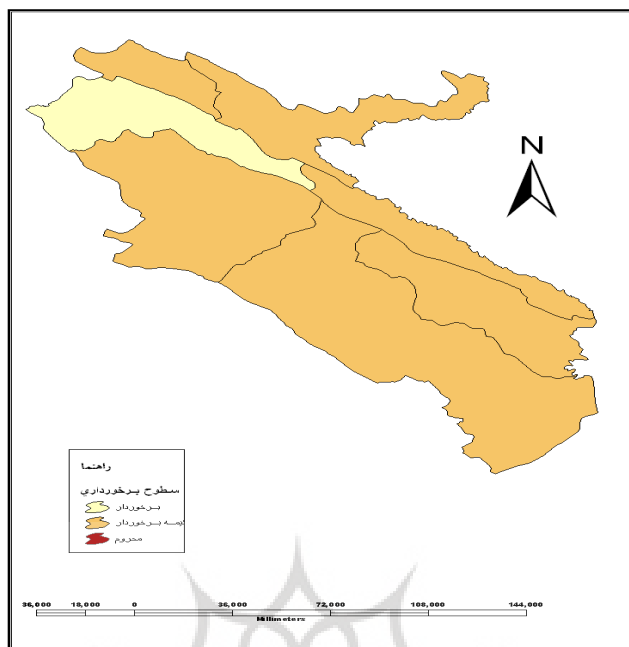 N
راهنما
سطوح برخورداري
برخوردار
نيمه برخوردار
محروم
36,000 18,000 0 36,000 72,000 108,000 144,000
Millimeters